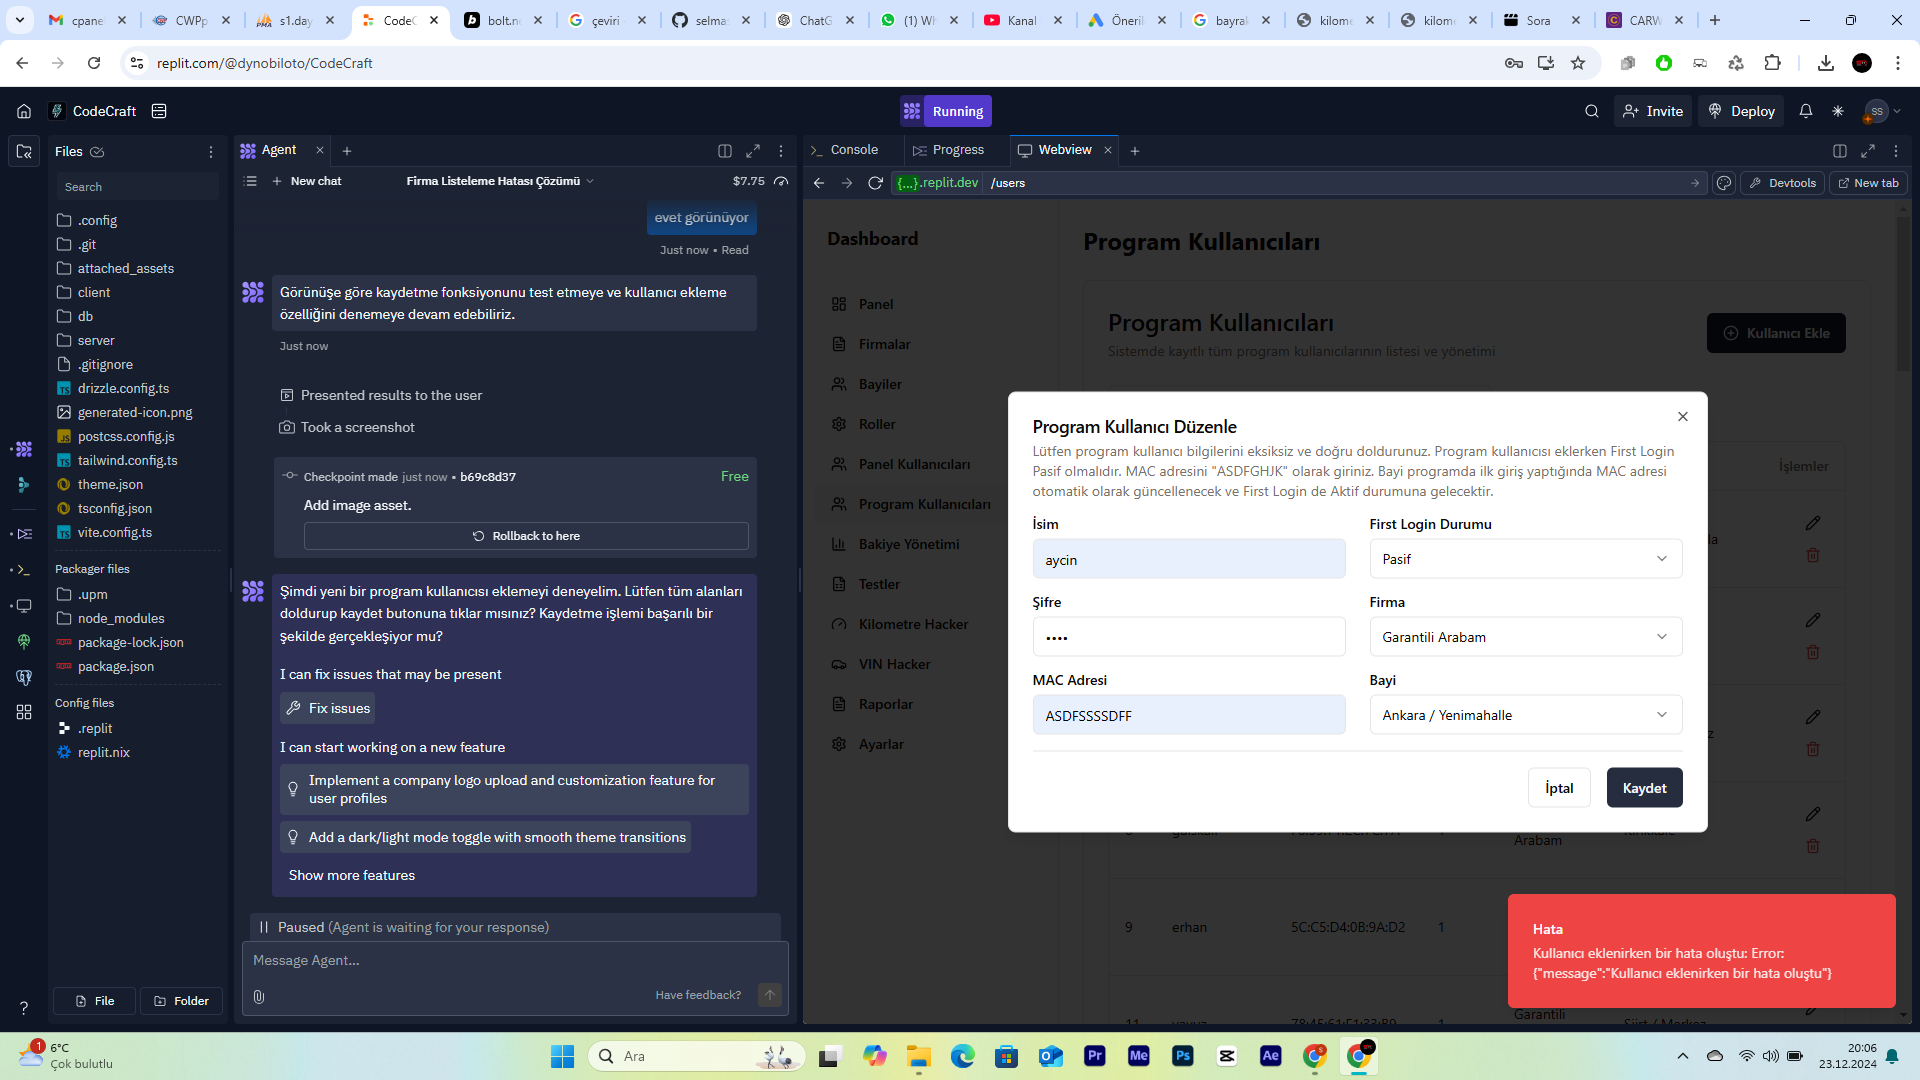 cpane
CWPp
s1.day
CodeC
bolt.ne
çeviri
selmas
ChatG
(1) Wh
Kanal
Öneril
bayrak
kilome
kilome
Sora
CARW
replit.com/@dynobiloto/CodeCraft
CodeCraft
Running
Invite
Deploy
SS
Files
Search
.config
.git
attached_assets
client
db
server
.gitignore
drizzle.config.ts
generated-icon.png
postcss.config.js
tailwind.config.ts
theme.json
tsconfig.json
vite.config.ts
Packager files
.upm
node_modules
package-lock.json
package.json
Config files
.replit
replit.nix
File
Folder
Agent
New chat
Firma Listeleme Hatası Çözümü
$7.75
evet görünüyor
Just now • Read
Görünüşe göre kaydetme fonksiyonunu test etmeye ve kullanıcı ekleme
özelliğini denemeye devam edebiliriz.
Just now
Presented results to the user
Took a screenshot
Checkpoint made just now • b69c8d37
Free
Add image asset.
Rollback to here
Şimdi yeni bir program kullanıcısı eklemeyi deneyelim. Lütfen tüm alanları
doldurup kaydet butonuna tıklar mısınız? Kaydetme işlemi başarılı bir
şekilde gerçekleşiyor mu?
I can fix issues that may be present
Fix issues
I can start working on a new feature
Implement a company logo upload and customization feature for
user profiles
Add a dark/light mode toggle with smooth theme transitions
Show more features
Paused (Agent is waiting for your response)
Message Agent...
Have feedback?
Console
Progress
Webview
{...}.replit.dev
/users
Devtools
New tab
Dashboard
Panel
Firmalar
Bayiler
Roller
Panel Kullanıcıları
Program Kullanıcıları
Bakiye Yönetimi
Testler
Kilometre Hacker
VIN Hacker
Raporlar
Ayarlar
Program Kullanıcıları
Program Kullanıcıları
Sistemde kayıtlı tüm program kullanıcılarının listesi ve yönetimi
Kullanıcı Ekle
İşlemler
Program Kullanıcı Düzenle
Lütfen program kullanıcı bilgilerini eksiksiz ve doğru doldurunuz. Program kullanıcısı eklerken First Login
Pasif olmalıdır. MAC adresini "ASDFGHJK" olarak giriniz. Bayi programda ilk giriş yaptığında MAC adresi
otomatik olarak güncellenecek ve First Login de Aktif durumuna gelecektir.
İsim
First Login Durumu
aycin
Pasif
Şifre
Firma
••••
Garantili Arabam
MAC Adresi
Bayi
ASDFSSSSDFF
Ankara / Yenimahalle
İptal
Kaydet
Arabam
9 erhan 5C:C5:D4:0B:9A:D2 1
Garantili
Hata
Kullanıcı eklenirken bir hata oluştu: Error:
{"message":"Kullanıcı eklenirken bir hata oluştu"}
1
6°C
Çok bulutlu
Ara
Pr
Me
Ps
Ae
20:06
23.12.2024